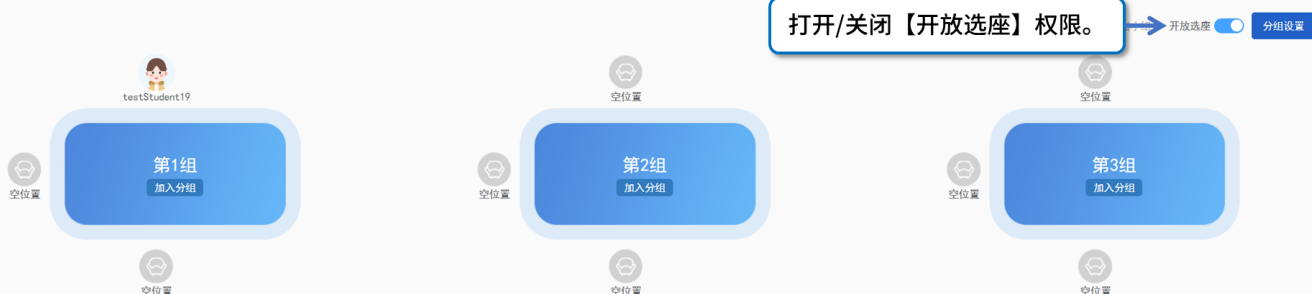 打开/关闭【开放选座】权限。
开放选座
分组设置
testStudent19
空位置
空位置
第1组
加入分组
第2组
加入分组
第3组
加入分组
空位置
空位置
空位置
空位置
空位置
空位置